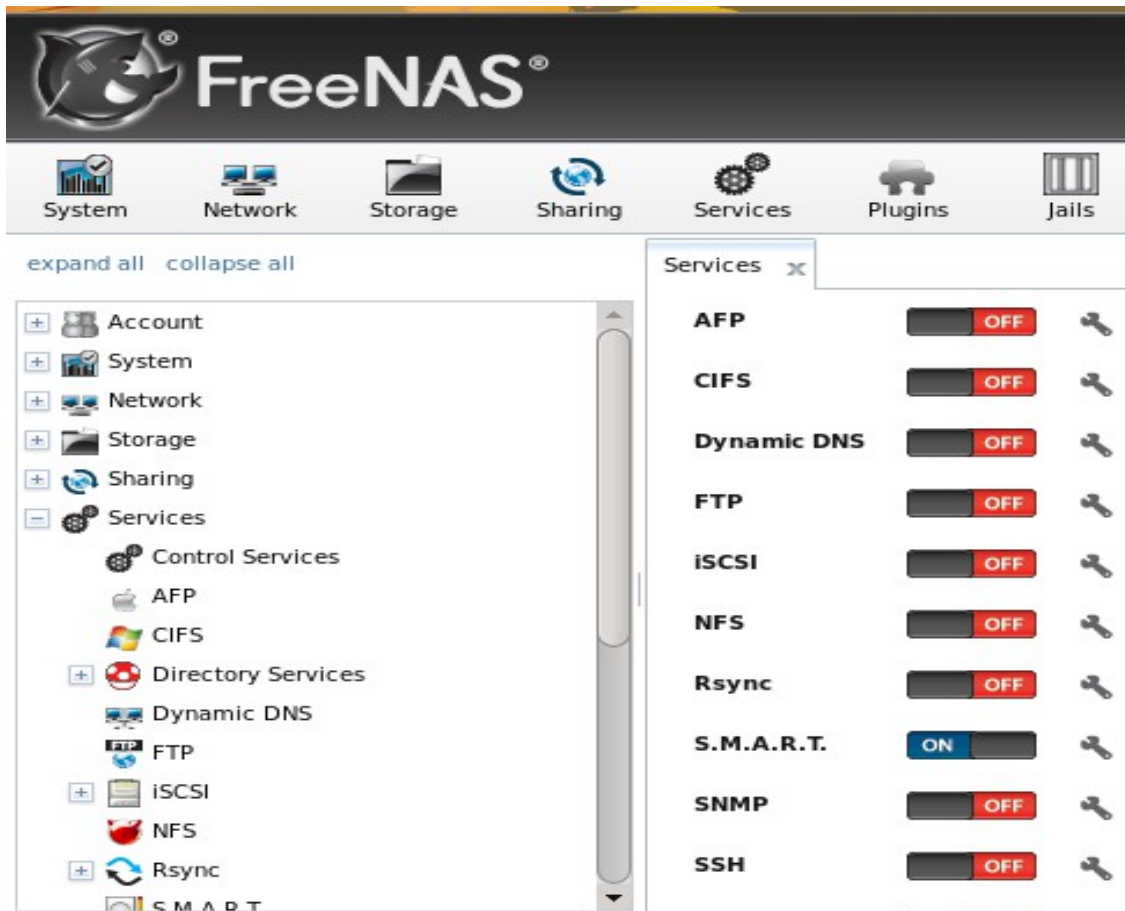 FreeNAS®
System Network Storage Sharing Services Plugins Jails
expand all collapse all
Account
System
Network
Storage
Sharing
Services
Control Services
AFP
CIFS
Directory Services
Dynamic DNS
FTP
FTP
iSCSI
NFS
Rsync
S.M.A.R.T.
Services x
AFP OFF
CIFS OFF
Dynamic DNS OFF
FTP OFF
iSCSI OFF
NFS OFF
Rsync OFF
S.M.A.R.T. ON
SNMP OFF
SSH OFF